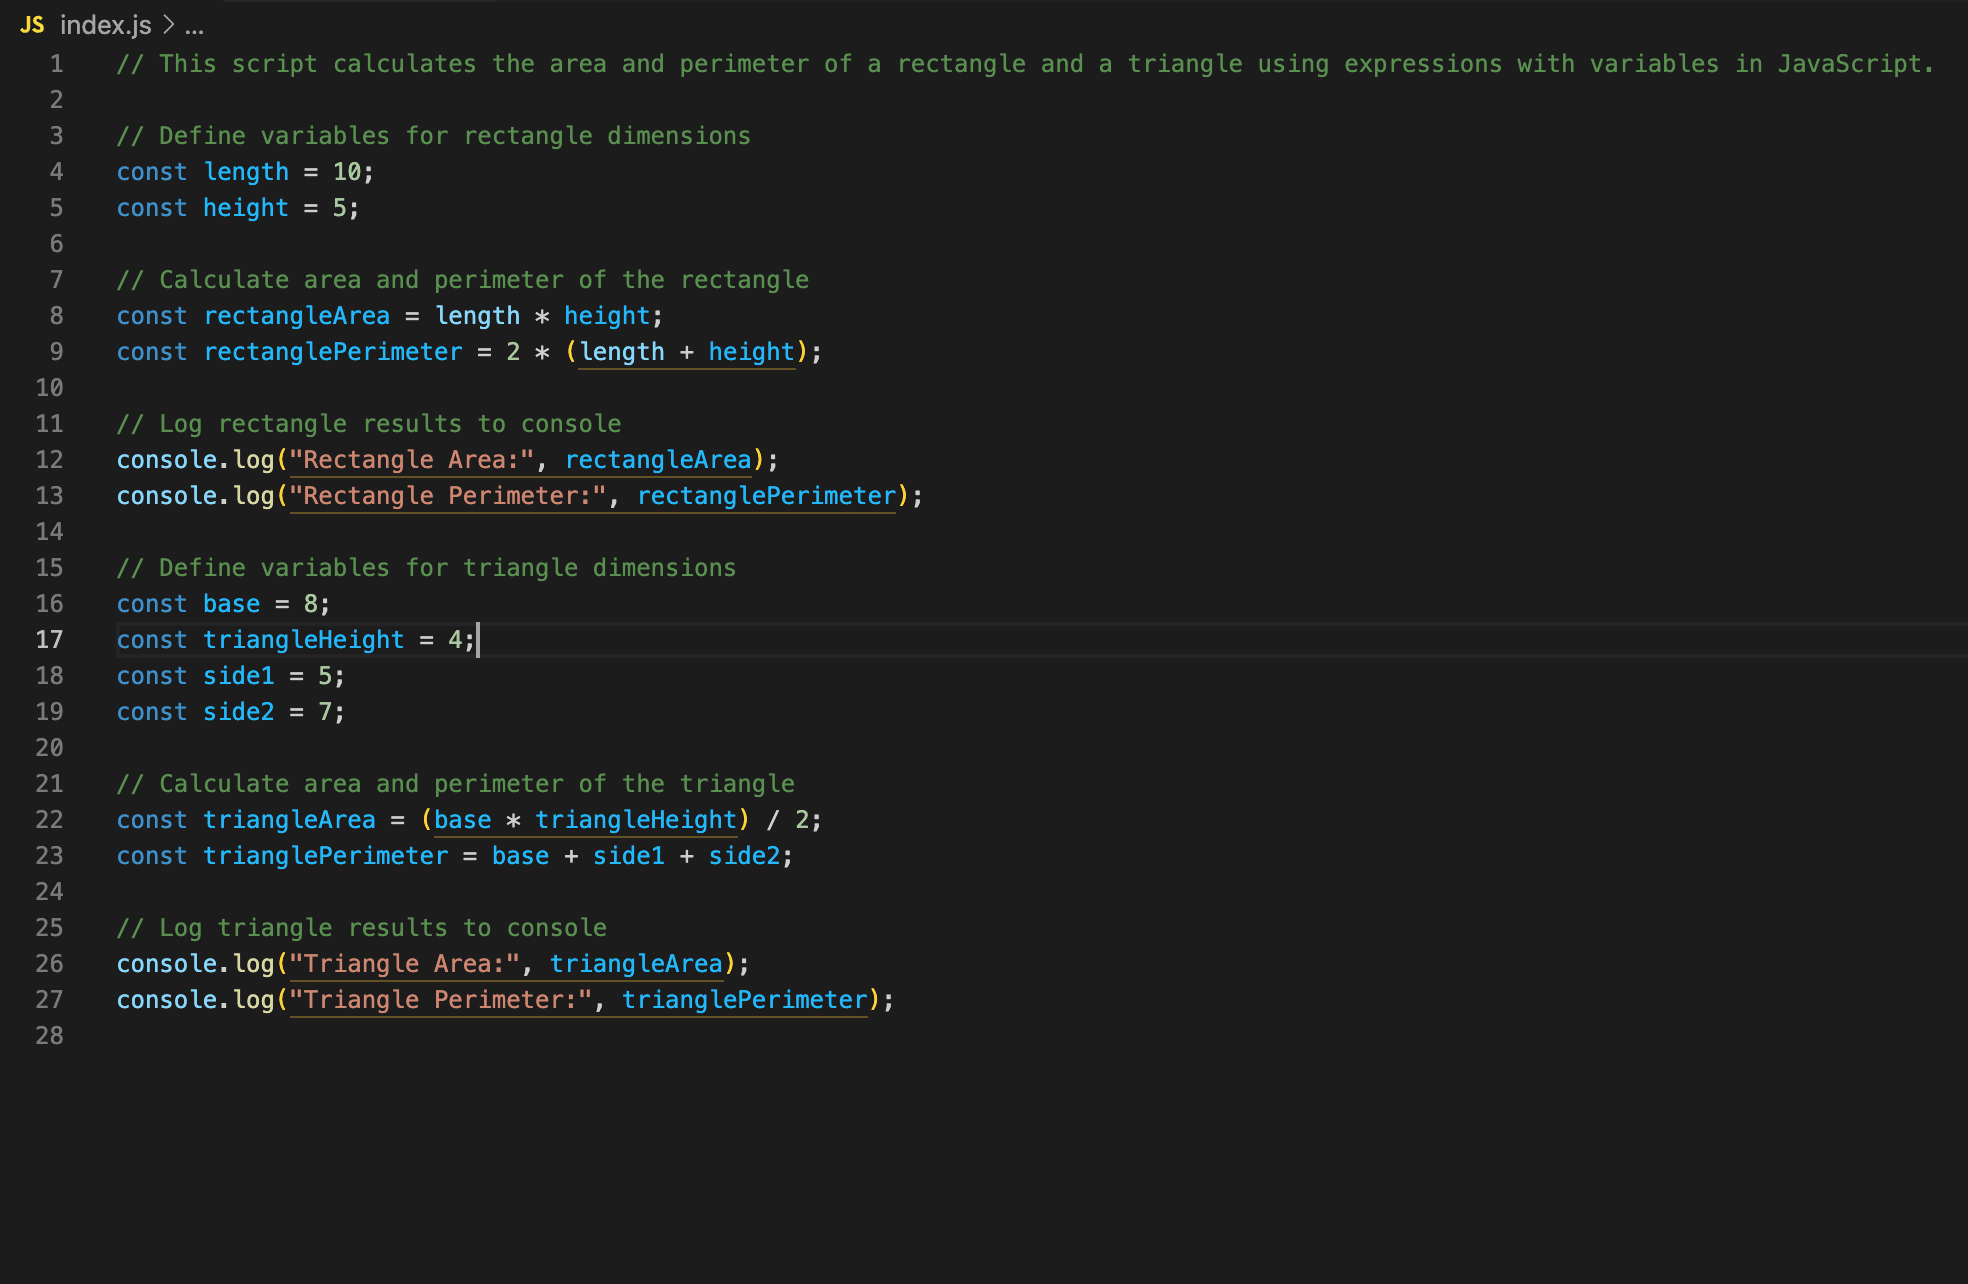 JS index.js > ...
1 // This script calculates the area and perimeter of a rectangle and a triangle using expressions with variables in JavaScript.
2
3 // Define variables for rectangle dimensions
4 const length = 10;
5 const height = 5;
6
7 // Calculate area and perimeter of the rectangle
8 const rectangleArea = length * height;
9 const rectanglePerimeter = 2 * (length + height);
10
11 // Log rectangle results to console
12 console.log("Rectangle Area:", rectangleArea);
13 console.log("Rectangle Perimeter:", rectanglePerimeter);
14
15 // Define variables for triangle dimensions
16 const base = 8;
17 const triangleHeight = 4;
18 const side1 = 5;
19 const side2 = 7;
20
21 // Calculate area and perimeter of the triangle
22 const triangleArea = (base * triangleHeight) / 2;
23 const trianglePerimeter = base + side1 + side2;
24
25 // Log triangle results to console
26 console.log("Triangle Area:", triangleArea);
27 console.log("Triangle Perimeter:", trianglePerimeter);
28